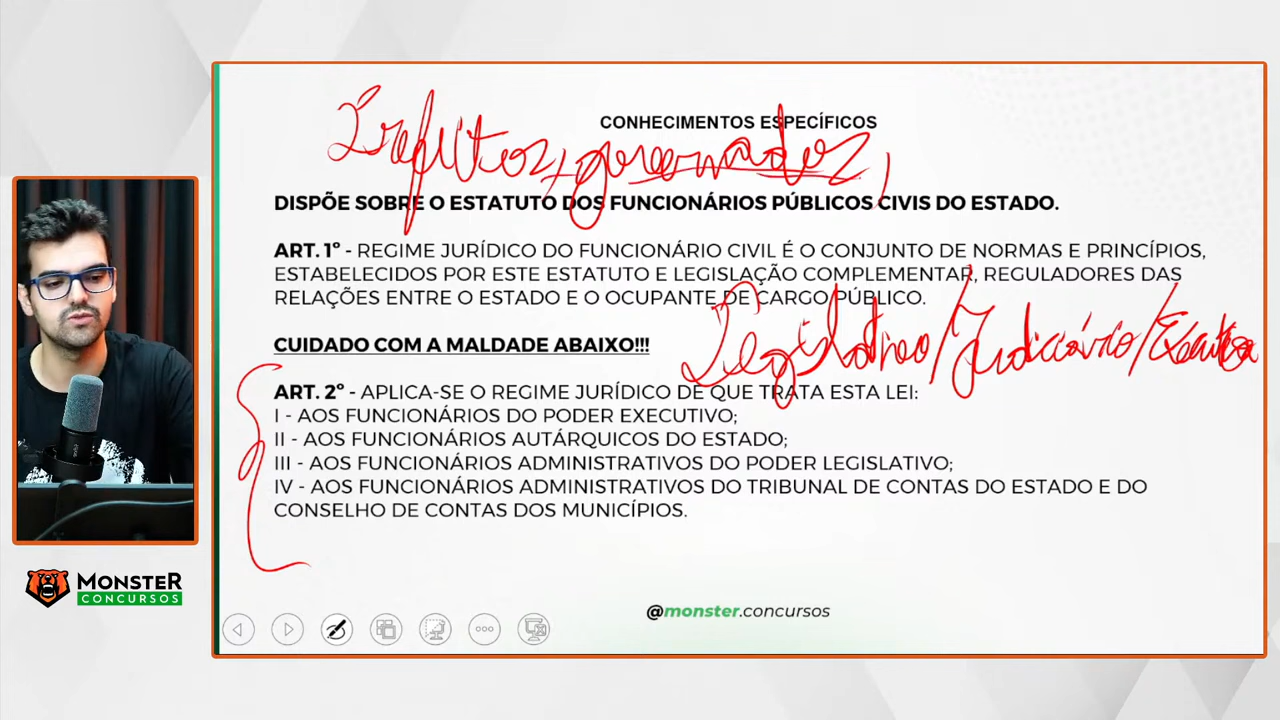 CONHECIMENTOS ESPECÍFICOS
Prefeitos, governador,
DISPÕE SOBRE O ESTATUTO DOS FUNCIONÁRIOS PÚBLICOS CIVIS DO ESTADO.
ART. 1º - REGIME JURÍDICO DO FUNCIONÁRIO CIVIL É O CONJUNTO DE NORMAS E PRINCÍPIOS,
ESTABELECIDOS POR ESTE ESTATUTO E LEGISLAÇÃO COMPLEMENTAR, REGULADORES DAS
RELAÇÕES ENTRE O ESTADO E O OCUPANTE DE CARGO PÚBLICO.
CUIDADO COM A MALDADE ABAIXO!!!
Legislativo/Judiciário/Executivo
ART. 2º - APLICA-SE O REGIME JURÍDICO DE QUE TRATA ESTA LEI:
I - AOS FUNCIONÁRIOS DO PODER EXECUTIVO;
II - AOS FUNCIONÁRIOS AUTÁRQUICOS DO ESTADO;
III - AOS FUNCIONÁRIOS ADMINISTRATIVOS DO PODER LEGISLATIVO;
IV - AOS FUNCIONÁRIOS ADMINISTRATIVOS DO TRIBUNAL DE CONTAS DO ESTADO E DO
CONSELHO DE CONTAS DOS MUNICÍPIOS.
MONSTER
CONCURSOS
@monster.concursos